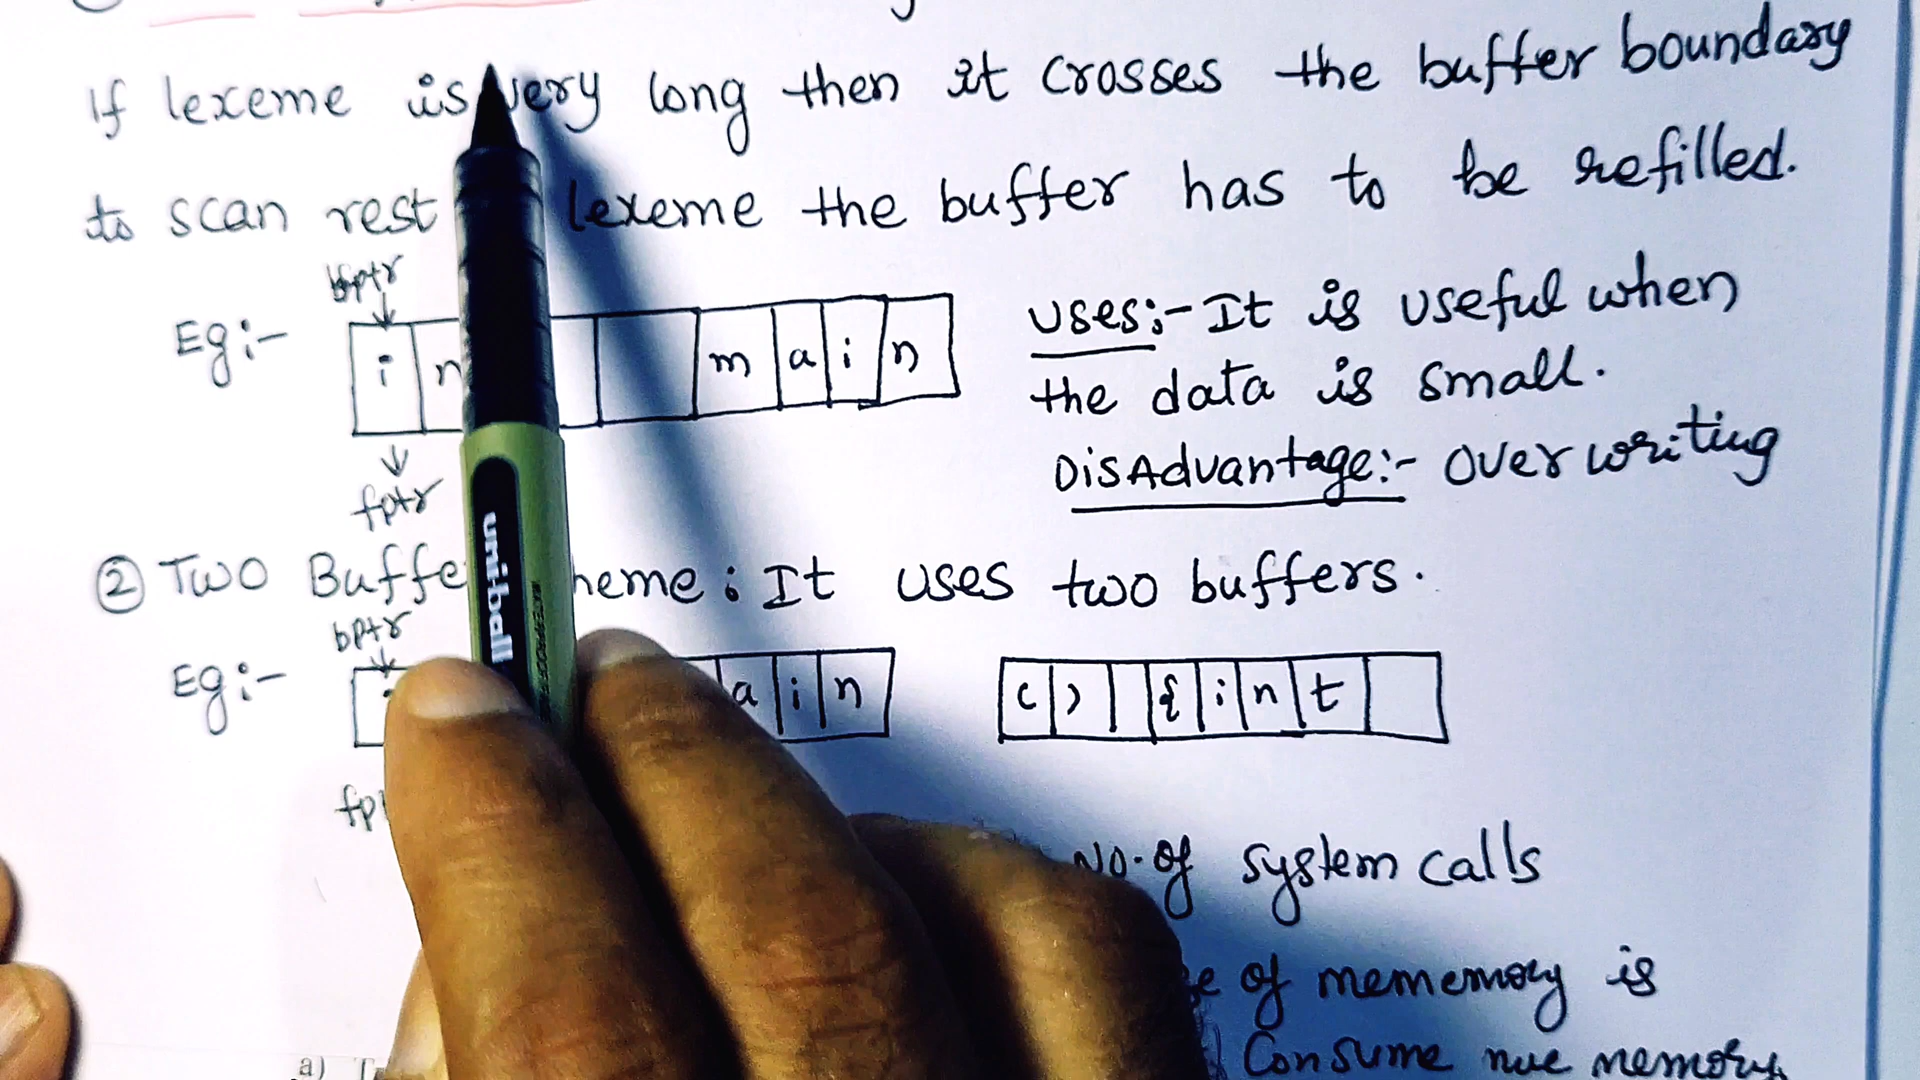 If lexeme is very long then it crosses the buffer boundary
to scan rest lexeme the buffer has to be refilled.
bptr
Eg:- i n m a i n
fptr
uses:- It is useful when
the data is small.
DisAdvantage:- over writing
② Two Buffe heme : It uses two buffers.
bptr
Eg:- a i n ( ) { i n t
fp
No. of system calls
e of mememory is
Consume nue memory
a)
uniball